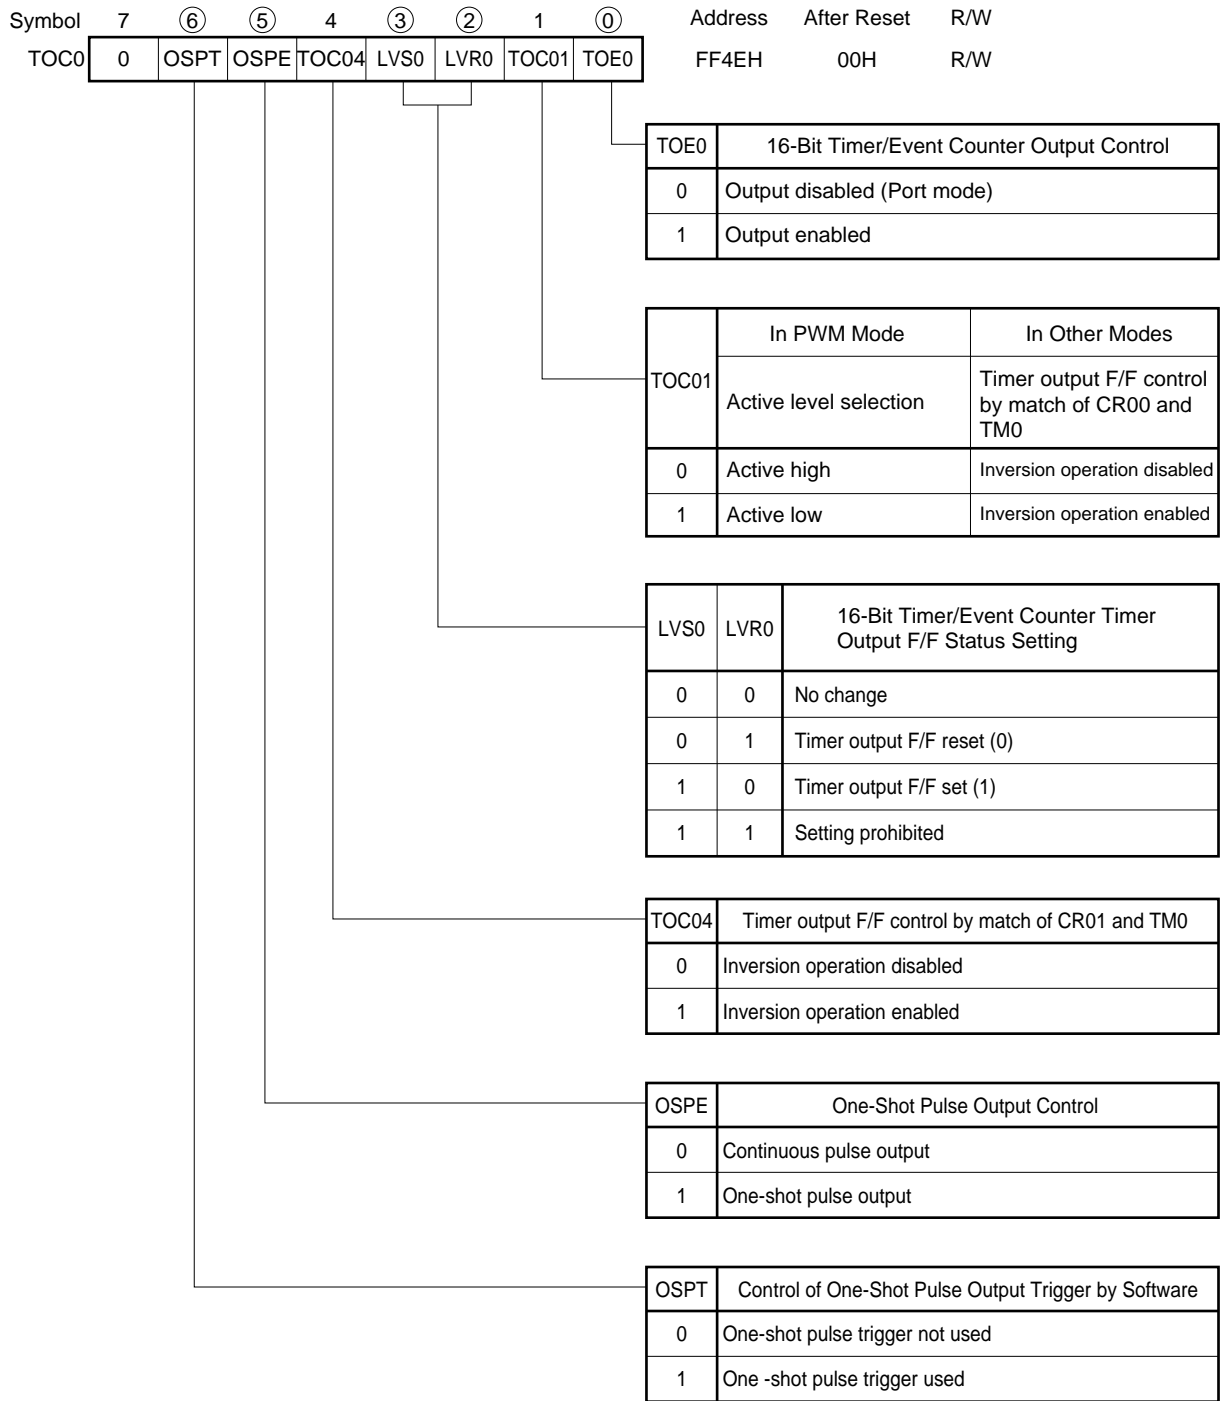 Symbol 7 ⑥ ⑤ 4 ③ ② 1 ⓪ Address After Reset R/W
TOC0 0 OSPT OSPE TOC04 LVS0 LVR0 TOC01 TOE0 FF4EH 00H R/W
TOE0 16-Bit Timer/Event Counter Output Control
0 Output disabled (Port mode)
1 Output enabled
In PWM Mode In Other Modes
TOC01 Active level selection Timer output F/F control
by match of CR00 and
TM0
0 Active high Inversion operation disabled
1 Active low Inversion operation enabled
LVS0 LVR0 16-Bit Timer/Event Counter Timer
Output F/F Status Setting
0 0 No change
0 1 Timer output F/F reset (0)
1 0 Timer output F/F set (1)
1 1 Setting prohibited
TOC04 Timer output F/F control by match of CR01 and TM0
0 Inversion operation disabled
1 Inversion operation enabled
OSPE One-Shot Pulse Output Control
0 Continuous pulse output
1 One-shot pulse output
OSPT Control of One-Shot Pulse Output Trigger by Software
0 One-shot pulse trigger not used
1 One -shot pulse trigger used